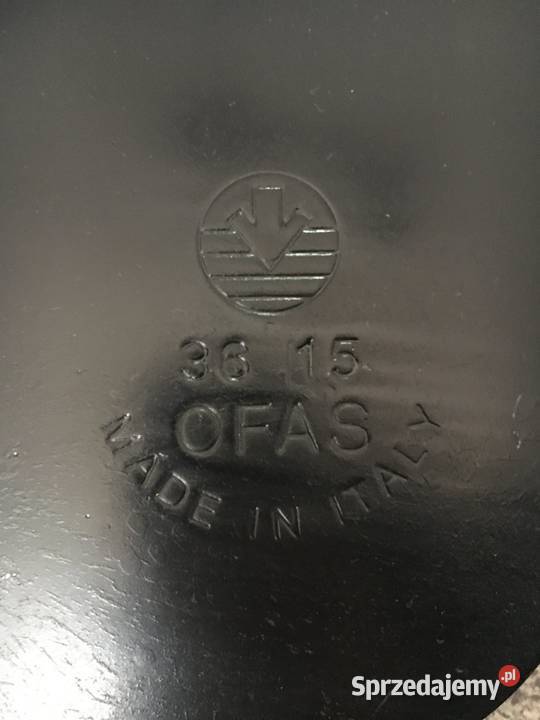 36 15
OFAS
MADE IN ITALY
Sprzedajemy.pl